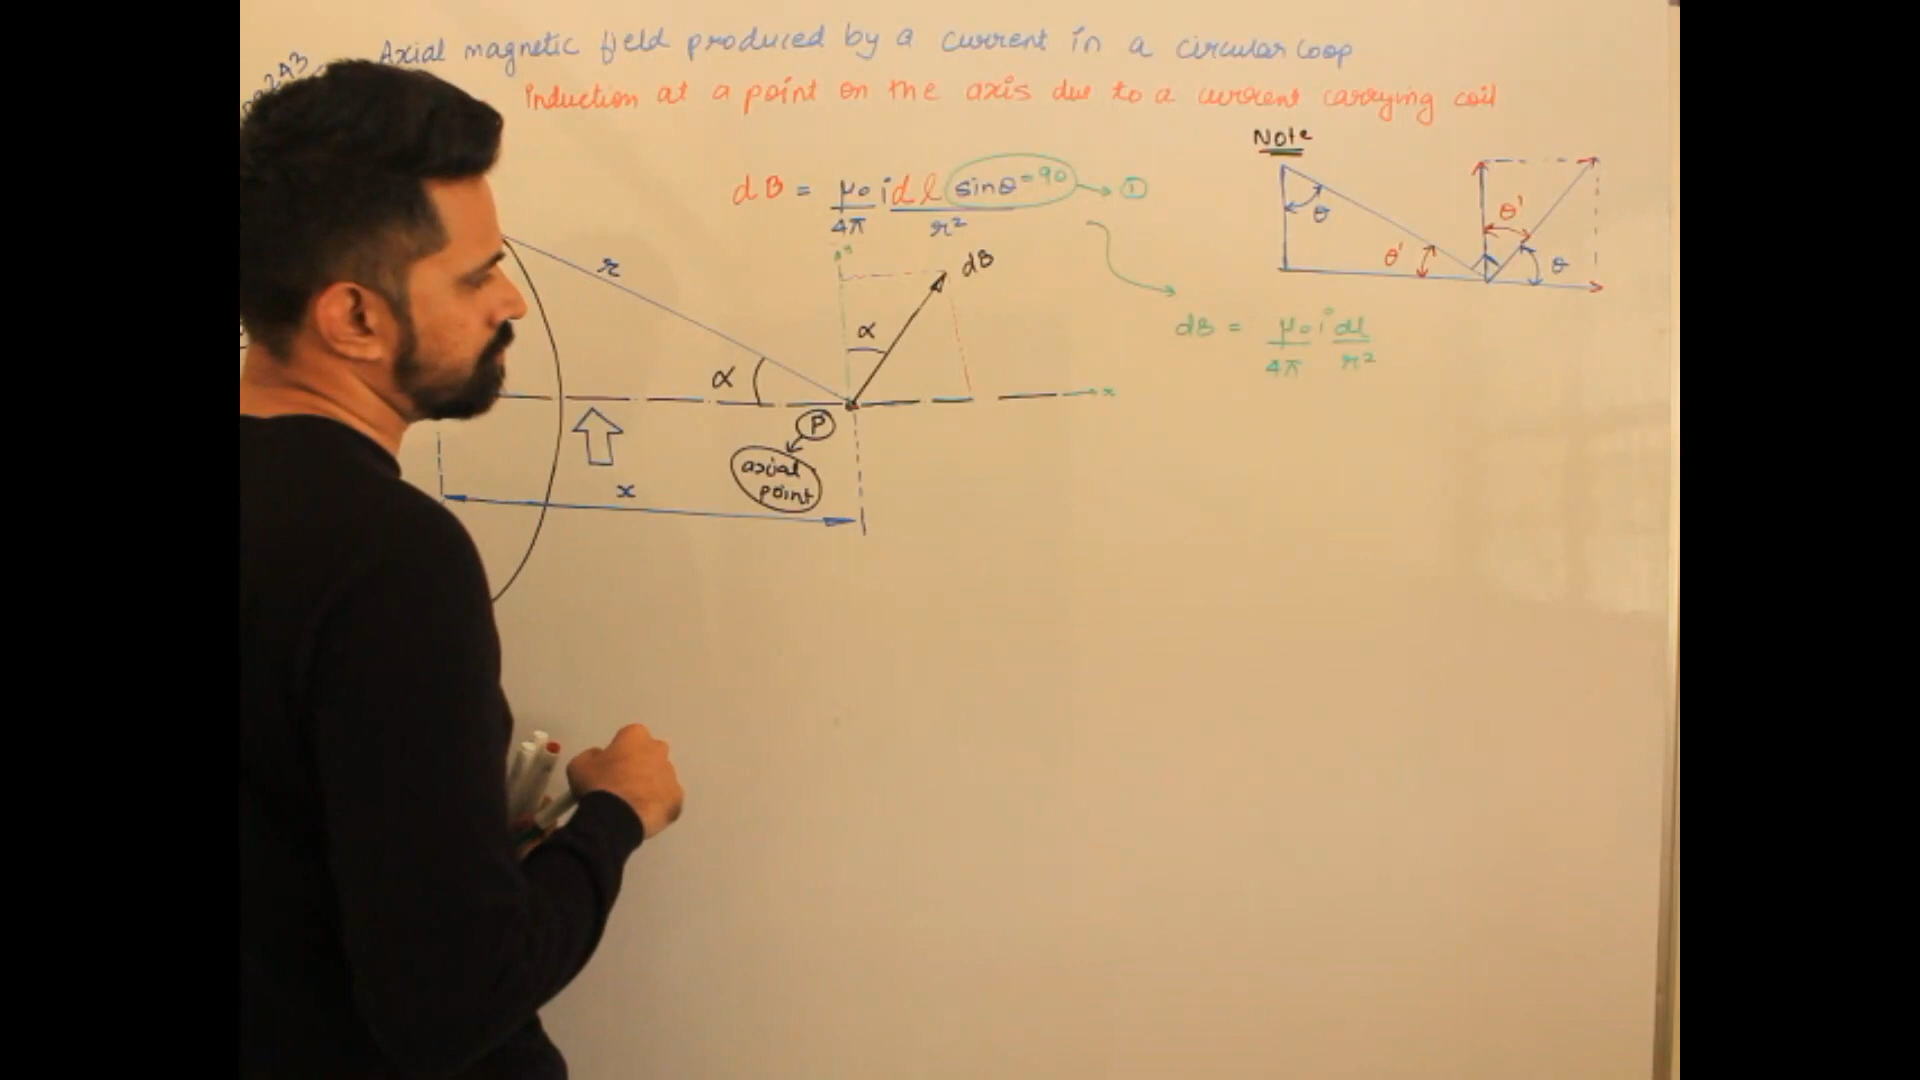 Axial magnetic field produced by a current in a circular loop
Induction at a point on the axis due to a current carrying coil
Note
dB = μ₀ i dl sinθ=90 → ①
4π r²
θ
θ'
θ'
θ
r
dB
α
α
dB = μ₀ i dl
4π r²
x
P
axial
point
x